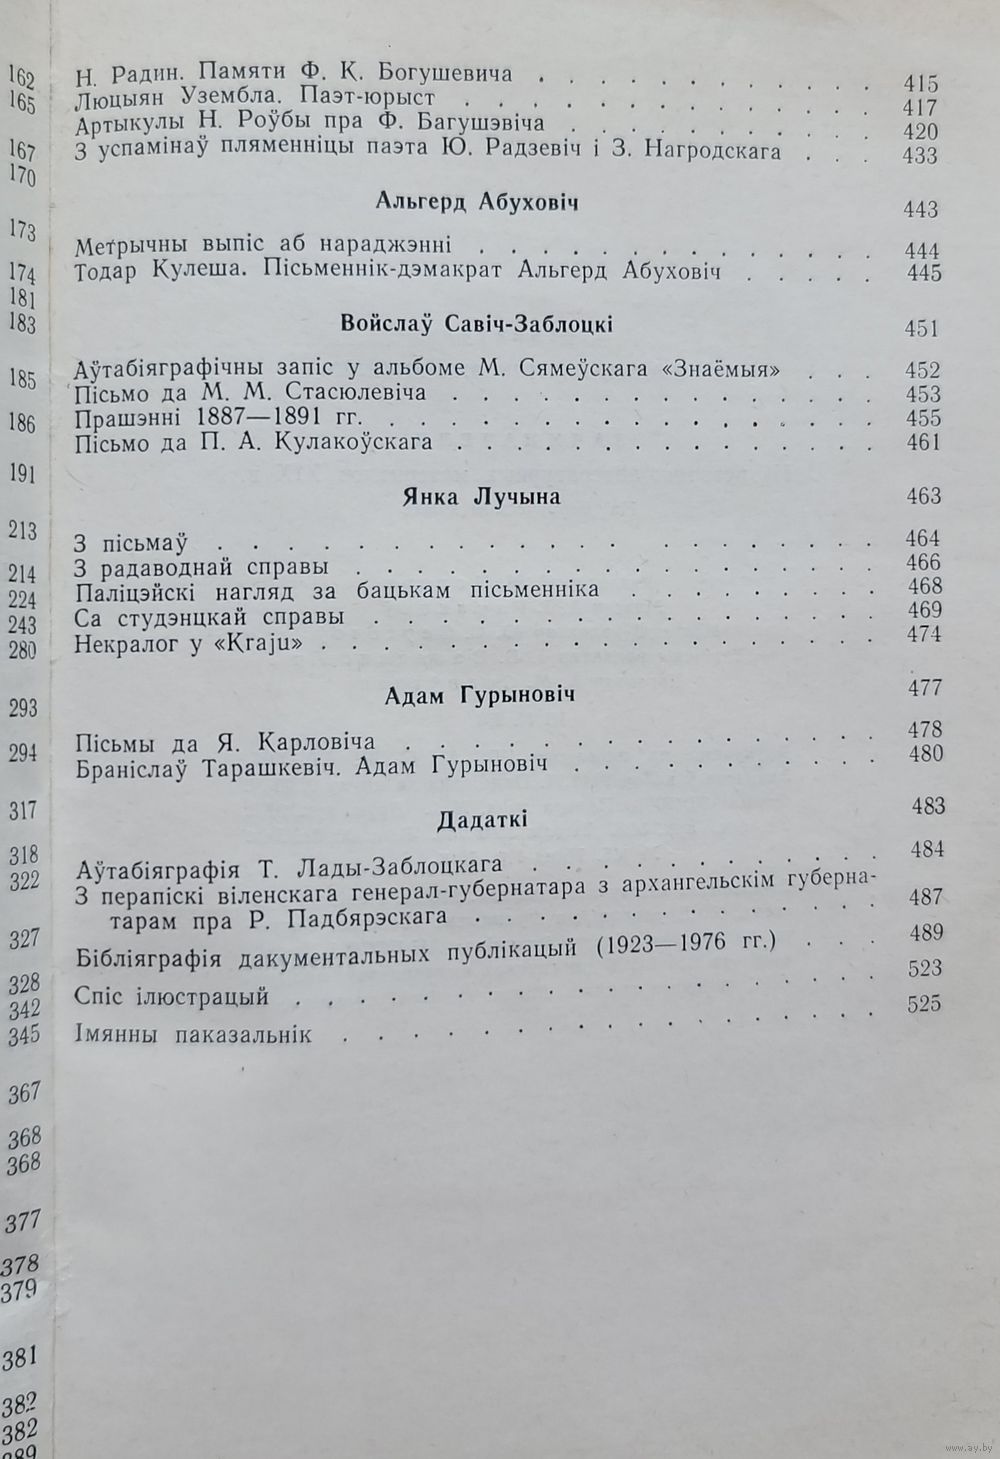 162
165
167
170
173
174
181
183
185
186
191
213
214
224
243
280
293
294
317
318
322
327
328
342
345
367
368
368
377
378
379
381
382
382
389
Н. Радин. Памяти Ф. К. Богушевича . . . . . . . . . . 415
Люцыян Узембла. Паэт-юрыст . . . . . . . . . . . . 417
Артыкулы Н. Роўбы пра Ф. Багушэвіча . . . . . . . . . 420
З успамінаў пляменніцы паэта Ю. Радзевіч і З. Нагродскага . . . 433
Альгерд Абуховіч 443
Метрычны выпіс аб нараджэнні . . . . . . . . . . . . 444
Тодар Кулеша. Пісьменнік-дэмакрат Альгерд Абуховіч . . . . . 445
Войслаў Савіч-Заблоцкі 451
Аўтабіяграфічны запіс у альбоме М. Сямеўскага «Знаёмыя» . . . 452
Пісьмо да М. М. Стасюлевіча . . . . . . . . . . . . . 453
Прашэнні 1887—1891 гг. . . . . . . . . . . . . . . . 455
Пісьмо да П. А. Кулакоўскага . . . . . . . . . . . . . 461
Янка Лучына 463
З пісьмаў . . . . . . . . . . . . . . . . . . . 464
З радаводнай справы . . . . . . . . . . . . . . . 466
Паліцэйскі нагляд за бацькам пісьменніка . . . . . . . . 468
Са студэнцкай справы . . . . . . . . . . . . . . . 469
Некралог у «Kraju» . . . . . . . . . . . . . . . . 474
Адам Гурыновіч 477
Пісьмы да Я. Карловіча . . . . . . . . . . . . . . 478
Браніслаў Тарашкевіч. Адам Гурыновіч . . . . . . . . . . 480
Дадаткі 483
Аўтабіяграфія Т. Лады-Заблоцкага . . . . . . . . . . . 484
З перапіскі віленскага генерал-губернатара з архангельскім губерна-
тарам пра Р. Падбярэскага . . . . . . . . . . . . . 487
Бібліяграфія дакументальных публікацый (1923—1976 гг.) . . . 489
Спіс ілюстрацый . . . . . . . . . . . . . . . . . 523
Імянны паказальнік . . . . . . . . . . . . . . . 525
www.ay.by